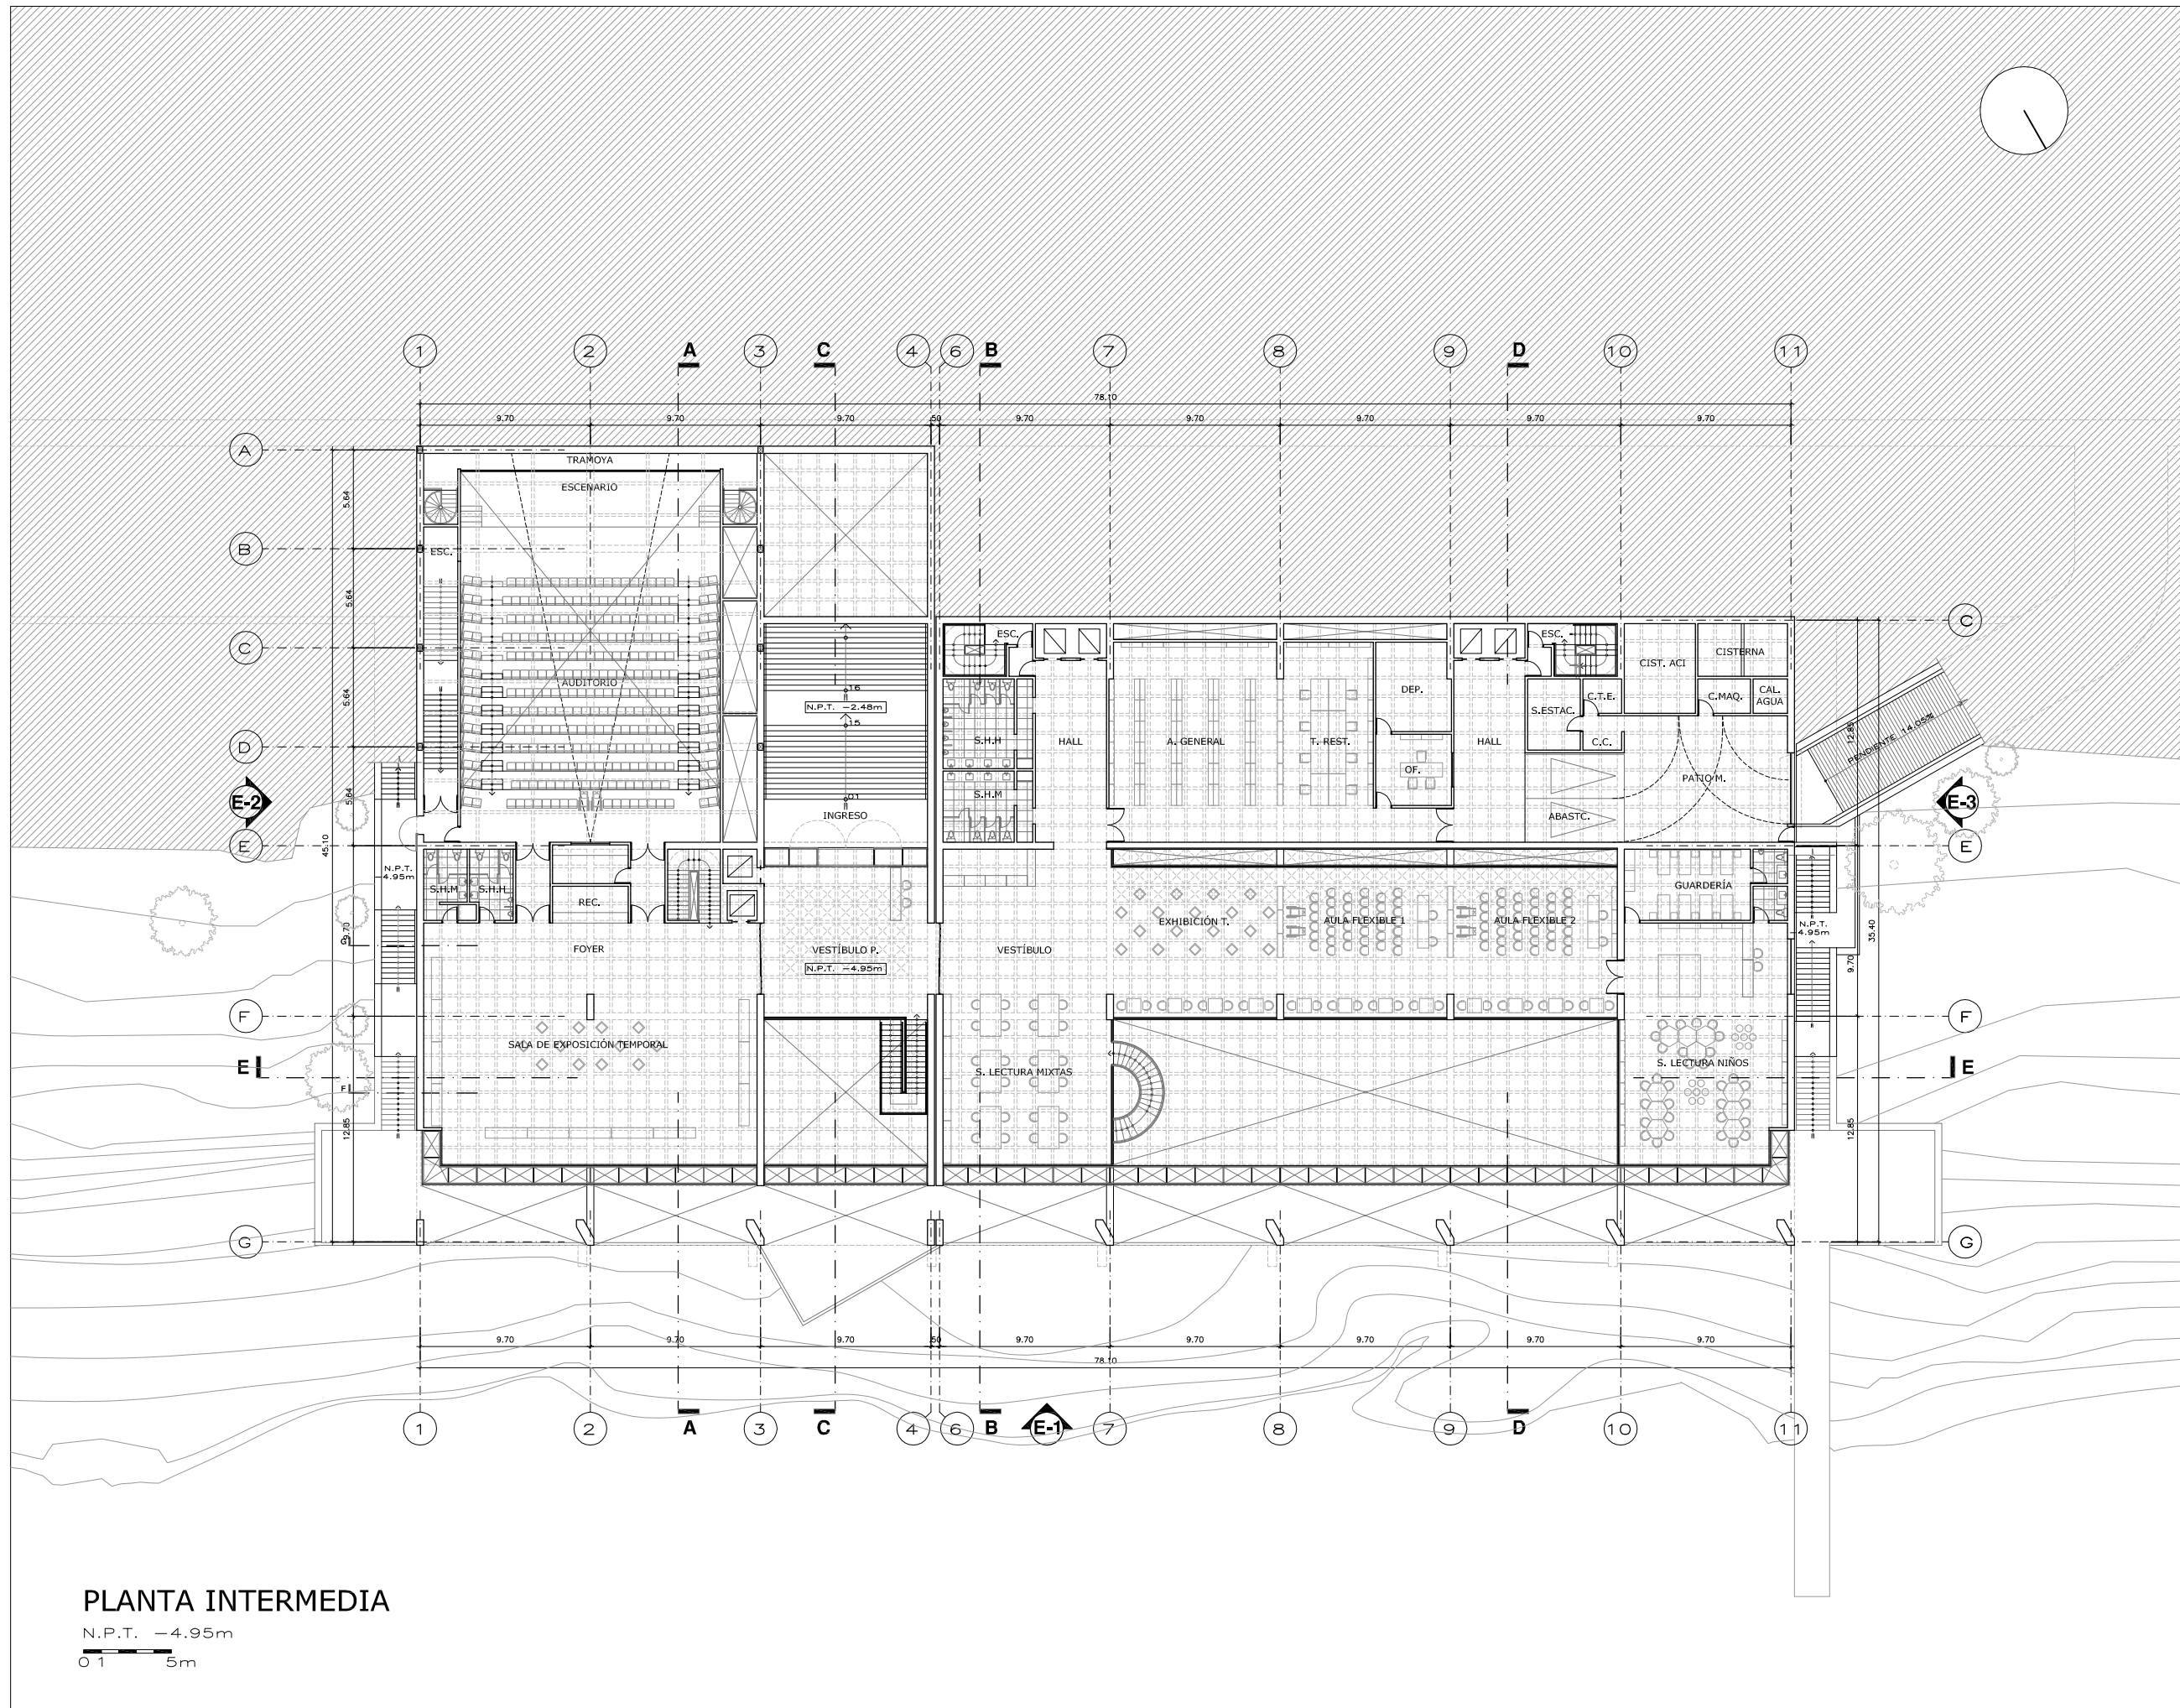 1 2 A 3 C 4 6 B 7 8 9 D 10 11
78.10
9.70 9.70 9.70 .50 9.70 9.70 9.70 9.70 9.70
A
TRAMOYA
ESCENARIO
5.64
B
ESC.
5.64
C
ESC.
ESC.
C
CIST. ACI
CISTERNA
AUDITORIO
16
N.P.T. -2.48m
15
DEP.
C.T.E.
C.MAQ.
CAL.
AGUA
S.ESTAC.
5.64
12.85
PENDIENTE 14.05%
D
S.H.H
HALL
A. GENERAL
T. REST.
HALL
C.C.
OF.
PATIO M.
E-2
5.64
01
S.H.M
E-3
INGRESO
ABASTC.
E
45.10
E
N.P.T.
-4.95m
S.H.M
S.H.H
REC.
GUARDERÍA
EXHIBICIÓN T.
AULA FLEXIBLE 1
AULA FLEXIBLE 2
N.P.T.
-4.95m
35.40
G
9.70
FOYER
VESTÍBULO P.
VESTÍBULO
N.P.T. -4.95m
9.70
F
F
SALA DE EXPOSICIÓN TEMPORAL
E
F
S. LECTURA MIXTAS
S. LECTURA NIÑOS
E
12.85
12.85
G
G
9.70 9.70 9.70 .50 9.70 9.70 9.70 9.70 9.70
78.10
1 2 A 3 C 4 6 B E-1 7 8 9 D 10 11
PLANTA INTERMEDIA
N.P.T. -4.95m
0 1 5m